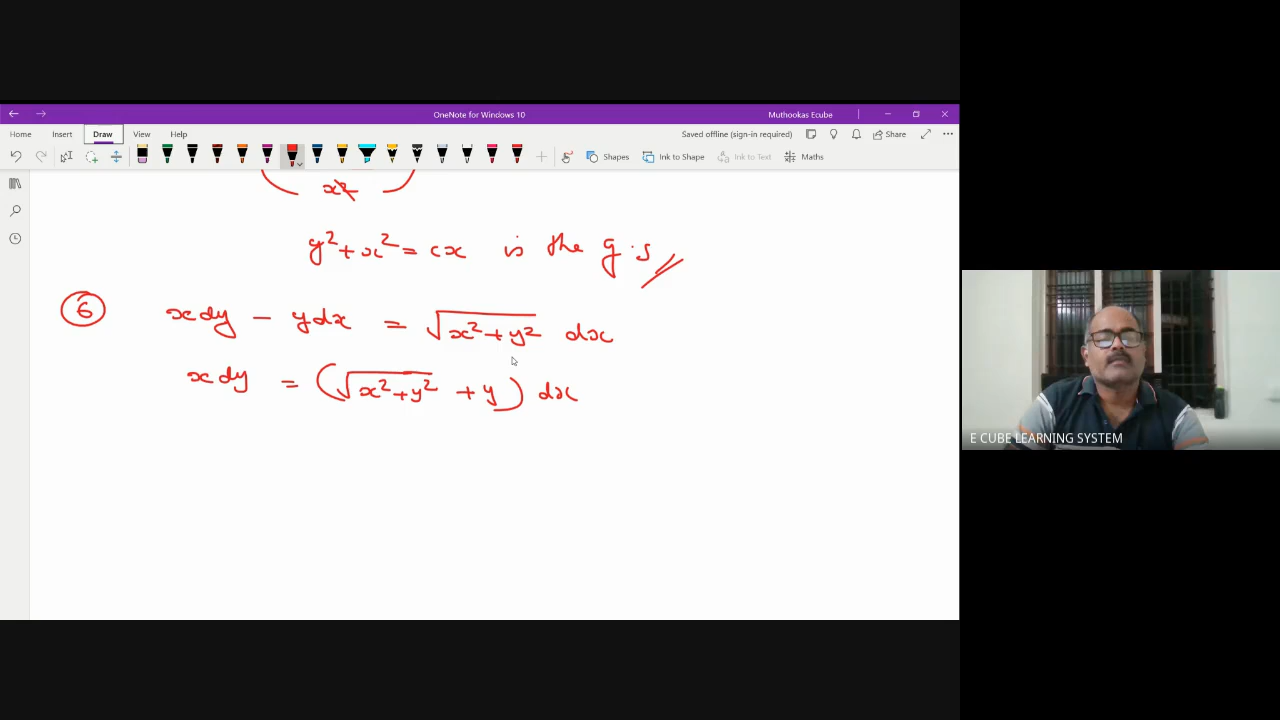 OneNote for Windows 10
Muthookas Ecube
Home Insert Draw View Help
Saved offline (sign-in required) Share
Shapes Ink to Shape Ink to Text Maths
x²
y² + x² = cx is the g.s //
⑥ xdy − ydx = √(x²+y²) dx
xdy = (√(x²+y²) + y) dx
E CUBE LEARNING SYSTEM